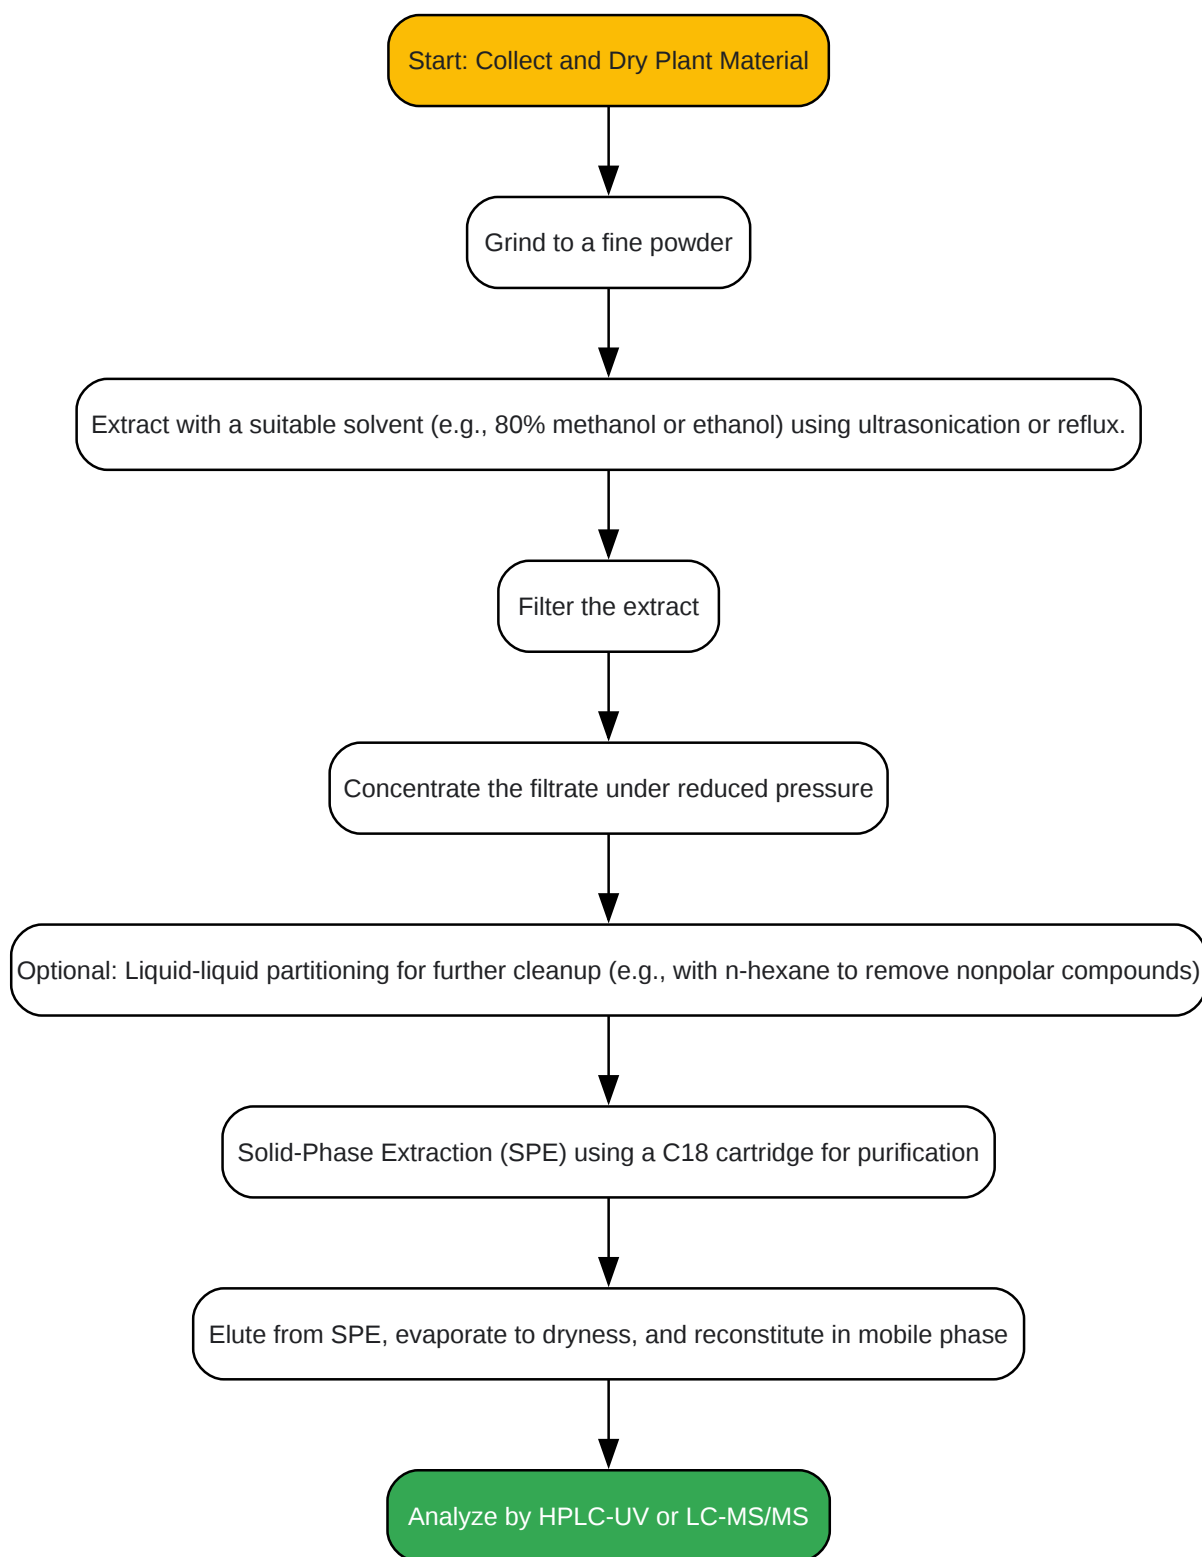 Start: Collect and Dry Plant Material
Grind to a fine powder
Extract with a suitable solvent (e.g., 80% methanol or ethanol) using ultrasonication or reflux.
Filter the extract
Concentrate the filtrate under reduced pressure
Optional: Liquid-liquid partitioning for further cleanup (e.g., with n-hexane to remove nonpolar compounds)
Solid-Phase Extraction (SPE) using a C18 cartridge for purification
Elute from SPE, evaporate to dryness, and reconstitute in mobile phase
Analyze by HPLC-UV or LC-MS/MS